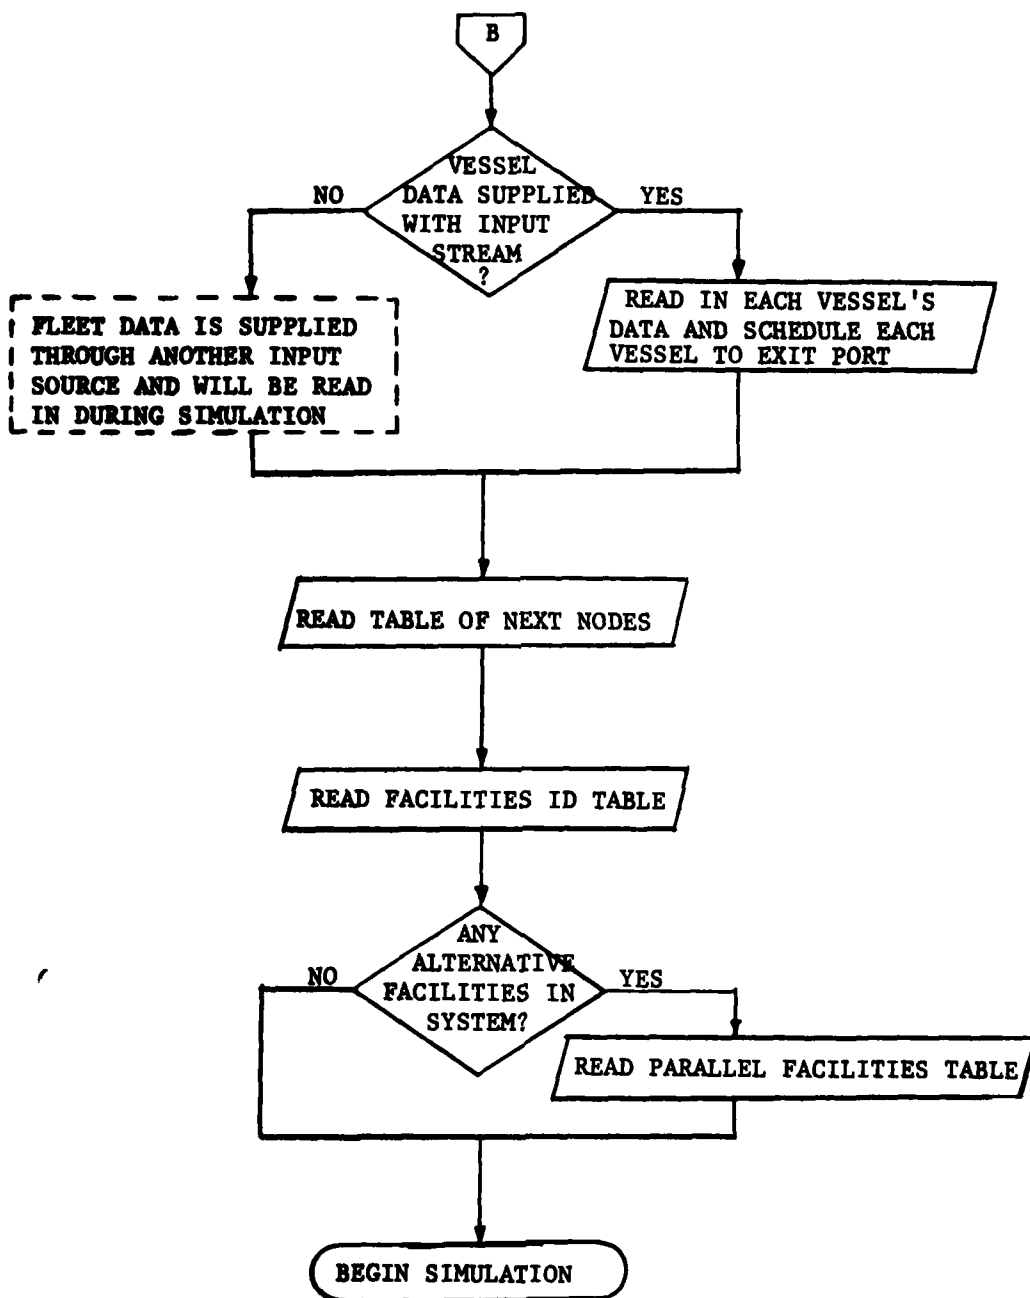 B
VESSEL
DATA SUPPLIED
WITH INPUT
STREAM
?
NO
YES
FLEET DATA IS SUPPLIED
THROUGH ANOTHER INPUT
SOURCE AND WILL BE READ
IN DURING SIMULATION
READ IN EACH VESSEL'S
DATA AND SCHEDULE EACH
VESSEL TO EXIT PORT
READ TABLE OF NEXT NODES
READ FACILITIES ID TABLE
ANY
ALTERNATIVE
FACILITIES IN
SYSTEM?
NO
YES
READ PARALLEL FACILITIES TABLE
BEGIN SIMULATION